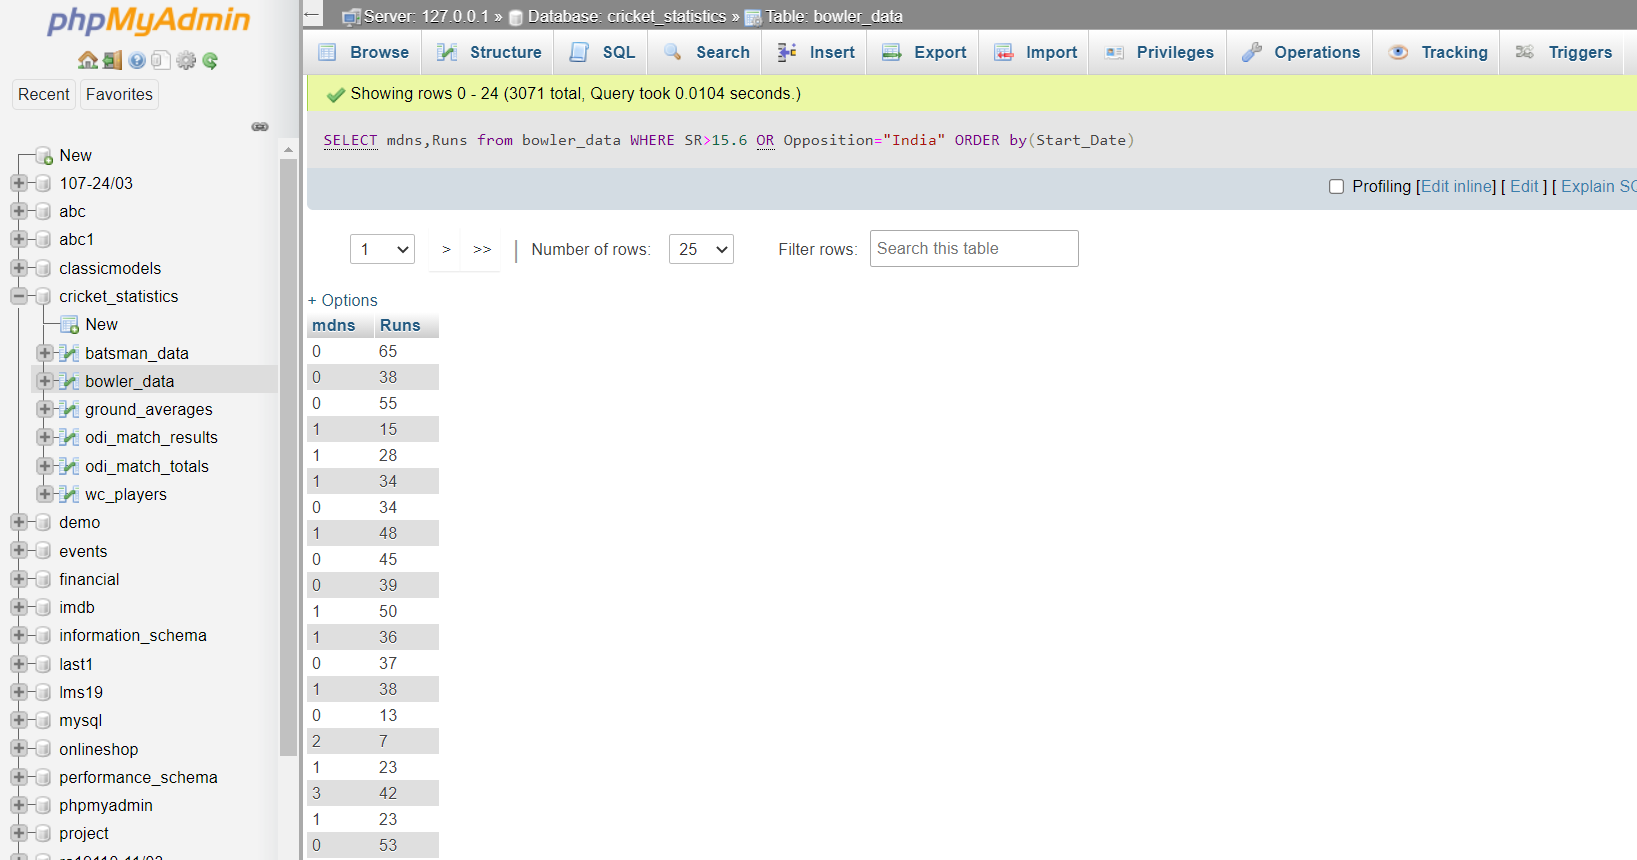 phpMyAdmin
Recent Favorites
New
107-24/03
abc
abc1
classicmodels
cricket_statistics
New
batsman_data
bowler_data
ground_averages
odi_match_results
odi_match_totals
wc_players
demo
events
financial
imdb
information_schema
last1
lms19
mysql
onlineshop
performance_schema
phpmyadmin
project
← Server: 127.0.0.1 » Database: cricket_statistics » Table: bowler_data
Browse Structure SQL Search Insert Export Import Privileges Operations Tracking Triggers
Showing rows 0 - 24 (3071 total, Query took 0.0104 seconds.)
SELECT mdns,Runs from bowler_data WHERE SR>15.6 OR Opposition="India" ORDER by(Start_Date)
Profiling [Edit inline] [ Edit ] [ Explain SQ
1 > >> | Number of rows: 25 Filter rows: Search this table
+ Options
mdns Runs
0 65
0 38
0 55
1 15
1 28
1 34
0 34
1 48
0 45
0 39
1 50
1 36
0 37
1 38
0 13
2 7
1 23
3 42
1 23
0 53